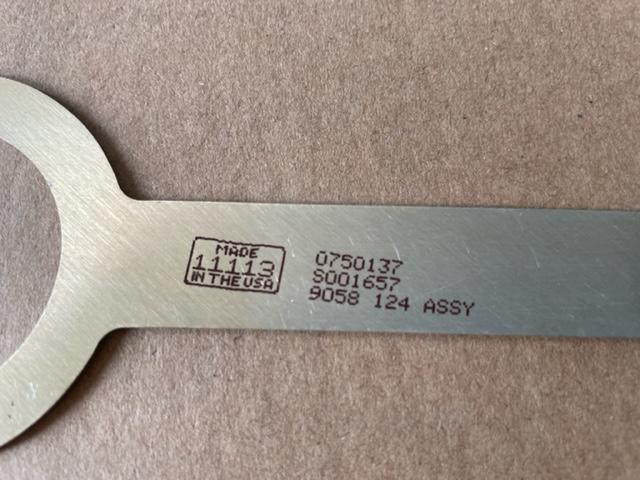 MADE
11113
IN THE USA
0750137
S001657
9058 124 ASSY